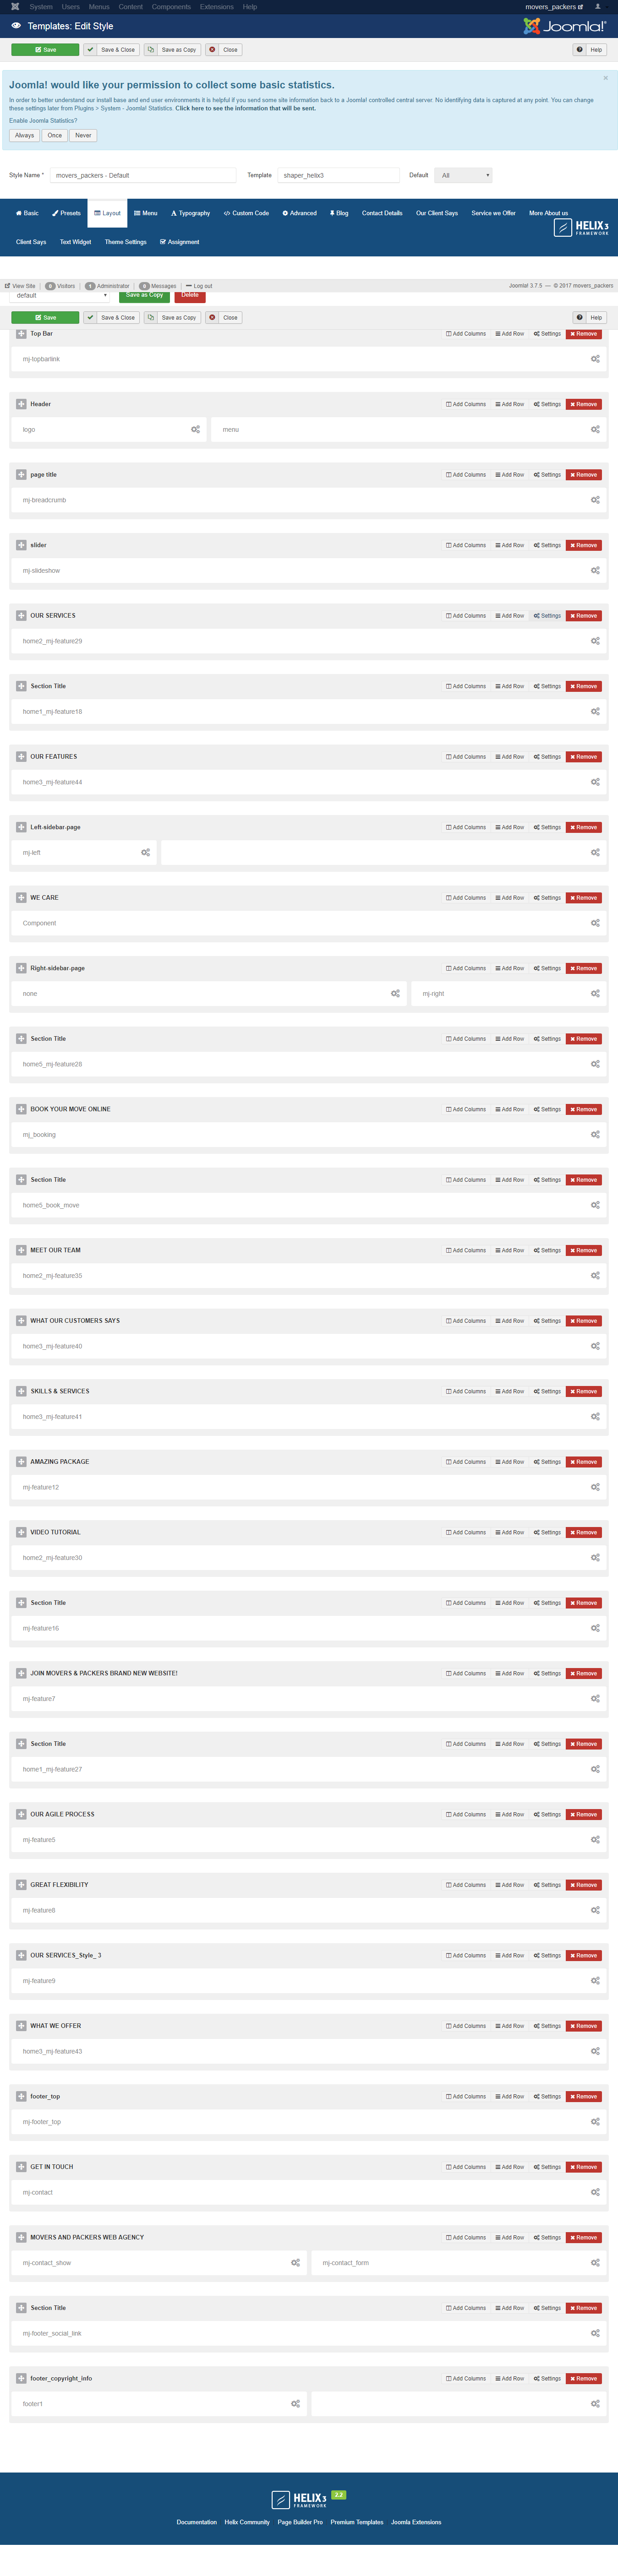 System Users Menus Content Components Extensions Help movers_packers
Templates: Edit Style Joomla!
Save Save & Close Save as Copy Close Help
Joomla! would like your permission to collect some basic statistics. ×
In order to better understand our install base and end user environments it is helpful if you send some site information back to a Joomla! controlled central server. No identifying data is captured at any point. You can change
these settings later from Plugins > System - Joomla! Statistics. Click here to see the information that will be sent.
Enable Joomla Statistics?
Always Once Never
Style Name * movers_packers - Default Template shaper_helix3 Default All
Basic Presets Layout Menu Typography Custom Code Advanced Blog Contact Details Our Client Says Service we Offer More About us
HELIX3
FRAMEWORK
Client Says Text Widget Theme Settings Assignment
View Site 0 Visitors 1 Administrator 0 Messages Log out Joomla! 3.7.5 — © 2017 movers_packers
default Save as Copy Delete
Save Save & Close Save as Copy Close Help
Top Bar Add Columns Add Row Settings Remove
mj-topbarlink
Header Add Columns Add Row Settings Remove
logo menu
page title Add Columns Add Row Settings Remove
mj-breadcrumb
slider Add Columns Add Row Settings Remove
mj-slideshow
OUR SERVICES Add Columns Add Row Settings Remove
home2_mj-feature29
Section Title Add Columns Add Row Settings Remove
home1_mj-feature18
OUR FEATURES Add Columns Add Row Settings Remove
home3_mj-feature44
Left-sidebar-page Add Columns Add Row Settings Remove
mj-left
WE CARE Add Columns Add Row Settings Remove
Component
Right-sidebar-page Add Columns Add Row Settings Remove
none mj-right
Section Title Add Columns Add Row Settings Remove
home5_mj-feature28
BOOK YOUR MOVE ONLINE Add Columns Add Row Settings Remove
mj_booking
Section Title Add Columns Add Row Settings Remove
home5_book_move
MEET OUR TEAM Add Columns Add Row Settings Remove
home2_mj-feature35
WHAT OUR CUSTOMERS SAYS Add Columns Add Row Settings Remove
home3_mj-feature40
SKILLS & SERVICES Add Columns Add Row Settings Remove
home3_mj-feature41
AMAZING PACKAGE Add Columns Add Row Settings Remove
mj-feature12
VIDEO TUTORIAL Add Columns Add Row Settings Remove
home2_mj-feature30
Section Title Add Columns Add Row Settings Remove
mj-feature16
JOIN MOVERS & PACKERS BRAND NEW WEBSITE! Add Columns Add Row Settings Remove
mj-feature7
Section Title Add Columns Add Row Settings Remove
home1_mj-feature27
OUR AGILE PROCESS Add Columns Add Row Settings Remove
mj-feature5
GREAT FLEXIBILITY Add Columns Add Row Settings Remove
mj-feature8
OUR SERVICES_Style_ 3 Add Columns Add Row Settings Remove
mj-feature9
WHAT WE OFFER Add Columns Add Row Settings Remove
home3_mj-feature43
footer_top Add Columns Add Row Settings Remove
mj-footer_top
GET IN TOUCH Add Columns Add Row Settings Remove
mj-contact
MOVERS AND PACKERS WEB AGENCY Add Columns Add Row Settings Remove
mj-contact_show mj-contact_form
Section Title Add Columns Add Row Settings Remove
mj-footer_social_link
footer_copyright_info Add Columns Add Row Settings Remove
footer1
HELIX3 2.2
FRAMEWORK
Documentation Helix Community Page Builder Pro Premium Templates Joomla Extensions